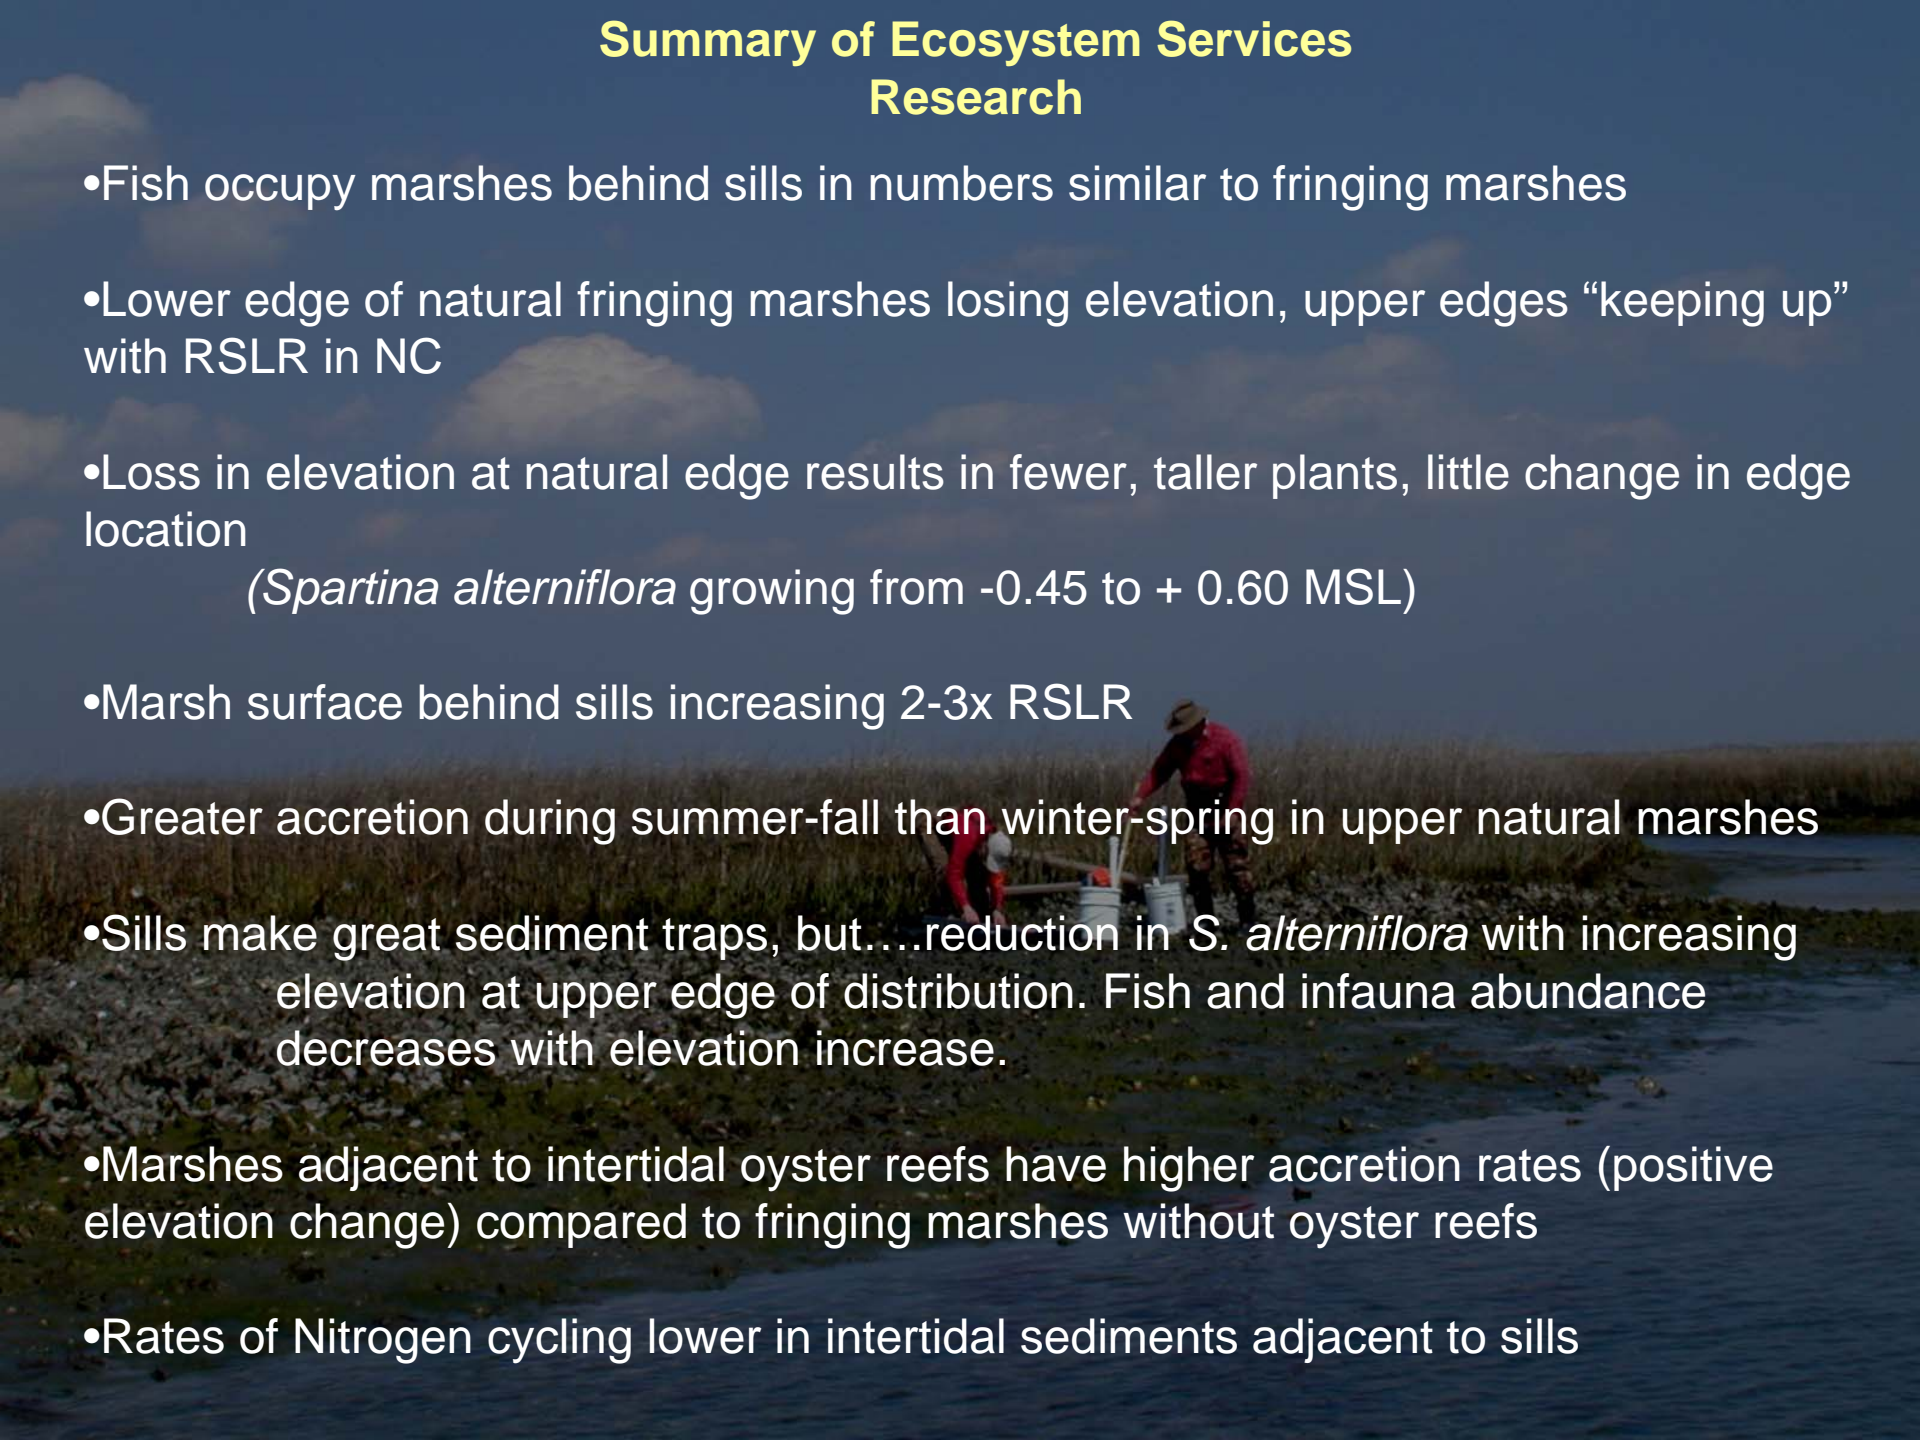 Summary of Ecosystem Services
Research
•Fish occupy marshes behind sills in numbers similar to fringing marshes
•Lower edge of natural fringing marshes losing elevation, upper edges “keeping up”
with RSLR in NC
•Loss in elevation at natural edge results in fewer, taller plants, little change in edge
location
(Spartina alterniflora growing from -0.45 to + 0.60 MSL)
•Marsh surface behind sills increasing 2-3x RSLR
•Greater accretion during summer-fall than winter-spring in upper natural marshes
•Sills make great sediment traps, but….reduction in S. alterniflora with increasing
elevation at upper edge of distribution. Fish and infauna abundance
decreases with elevation increase.
•Marshes adjacent to intertidal oyster reefs have higher accretion rates (positive
elevation change) compared to fringing marshes without oyster reefs
•Rates of Nitrogen cycling lower in intertidal sediments adjacent to sills